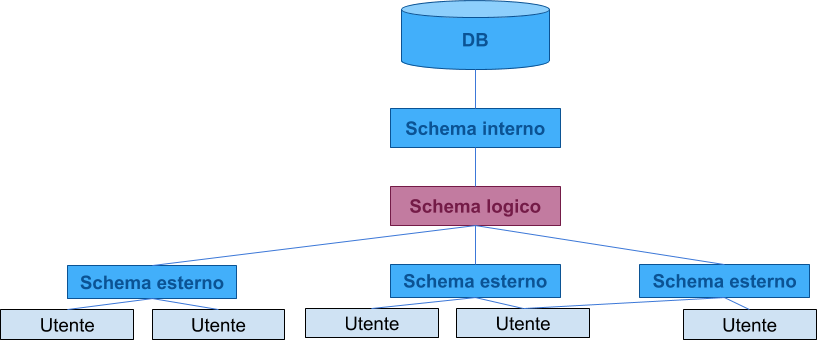 DB
Schema interno
Schema logico
Schema esterno
Schema esterno
Schema esterno
Utente
Utente
Utente
Utente
Utente